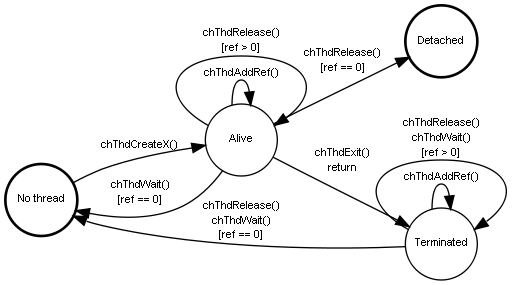 chThdRelease()
[ref > 0]
chThdAddRef()
chThdRelease()
[ref == 0]
Detached
Alive
chThdCreateX()
chThdExit()
return
chThdRelease()
chThdWait()
[ref > 0]
chThdAddRef()
chThdWait()
[ref == 0]
No thread
chThdRelease()
chThdWait()
[ref == 0]
Terminated